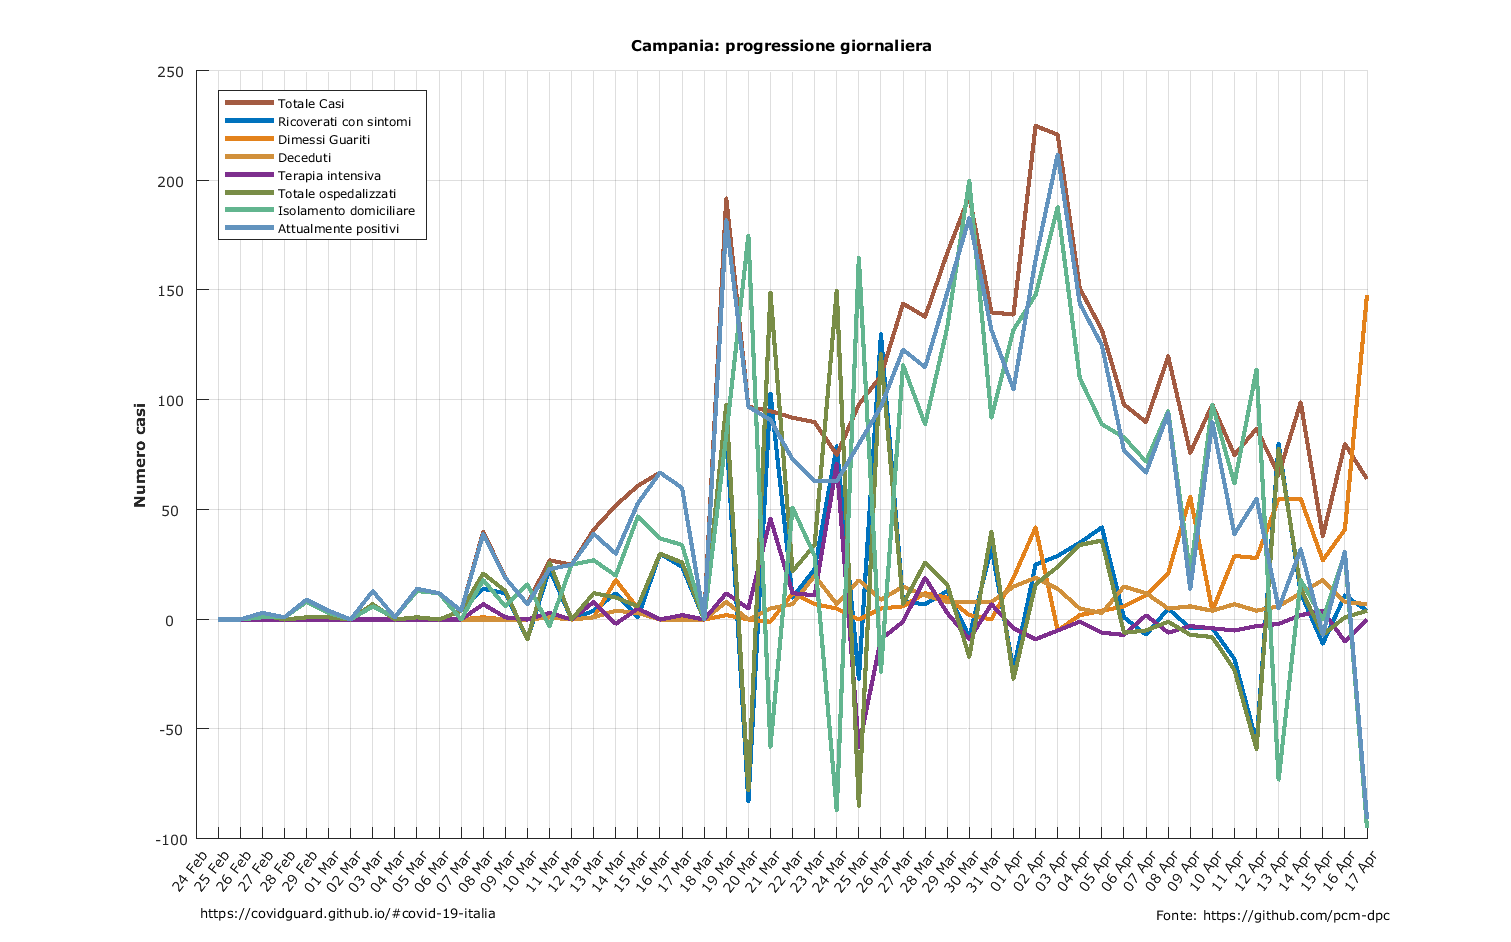 Campania: progressione giornaliera
250
200
150
100
50
0
-50
-100
Numero casi
Totale Casi
Ricoverati con sintomi
Dimessi Guariti
Deceduti
Terapia intensiva
Totale ospedalizzati
Isolamento domiciliare
Attualmente positivi
24 Feb
25 Feb
26 Feb
27 Feb
28 Feb
29 Feb
01 Mar
02 Mar
03 Mar
04 Mar
05 Mar
06 Mar
07 Mar
08 Mar
09 Mar
10 Mar
11 Mar
12 Mar
13 Mar
14 Mar
15 Mar
16 Mar
17 Mar
18 Mar
19 Mar
20 Mar
21 Mar
22 Mar
23 Mar
24 Mar
25 Mar
26 Mar
27 Mar
28 Mar
29 Mar
30 Mar
31 Mar
01 Apr
02 Apr
03 Apr
04 Apr
05 Apr
06 Apr
07 Apr
08 Apr
09 Apr
10 Apr
11 Apr
12 Apr
13 Apr
14 Apr
15 Apr
16 Apr
17 Apr
https://covidguard.github.io/#covid-19-italia
Fonte: https://github.com/pcm-dpc